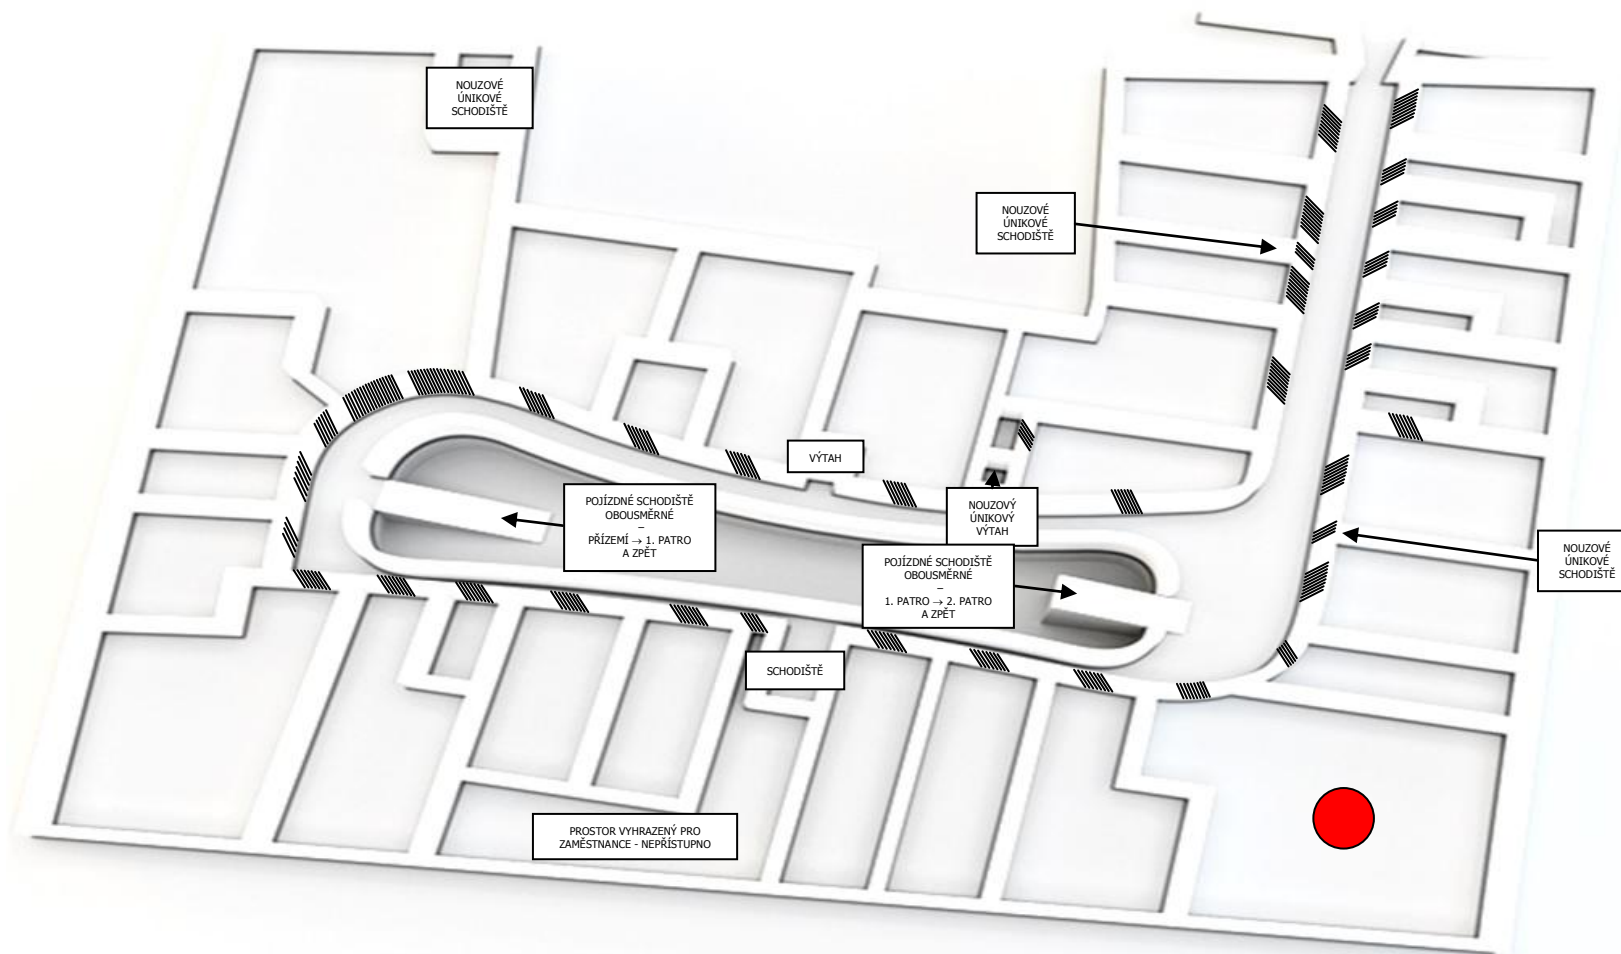 NOUZOVÉ
ÚNIKOVÉ
SCHODIŠTĚ
NOUZOVÉ
ÚNIKOVÉ
SCHODIŠTĚ
VÝTAH
POJÍZDNÉ SCHODIŠTĚ
OBOUSMĚRNÉ
–
PŘÍZEMÍ → 1. PATRO
A ZPĚT
NOUZOVÝ
ÚNIKOVÝ
VÝTAH
POJÍZDNÉ SCHODIŠTĚ
OBOUSMĚRNÉ
–
1. PATRO → 2. PATRO
A ZPĚT
NOUZOVÉ
ÚNIKOVÉ
SCHODIŠTĚ
SCHODIŠTĚ
PROSTOR VYHRAZENÝ PRO
ZAMĚSTNANCE - NEPŘÍSTUPNO